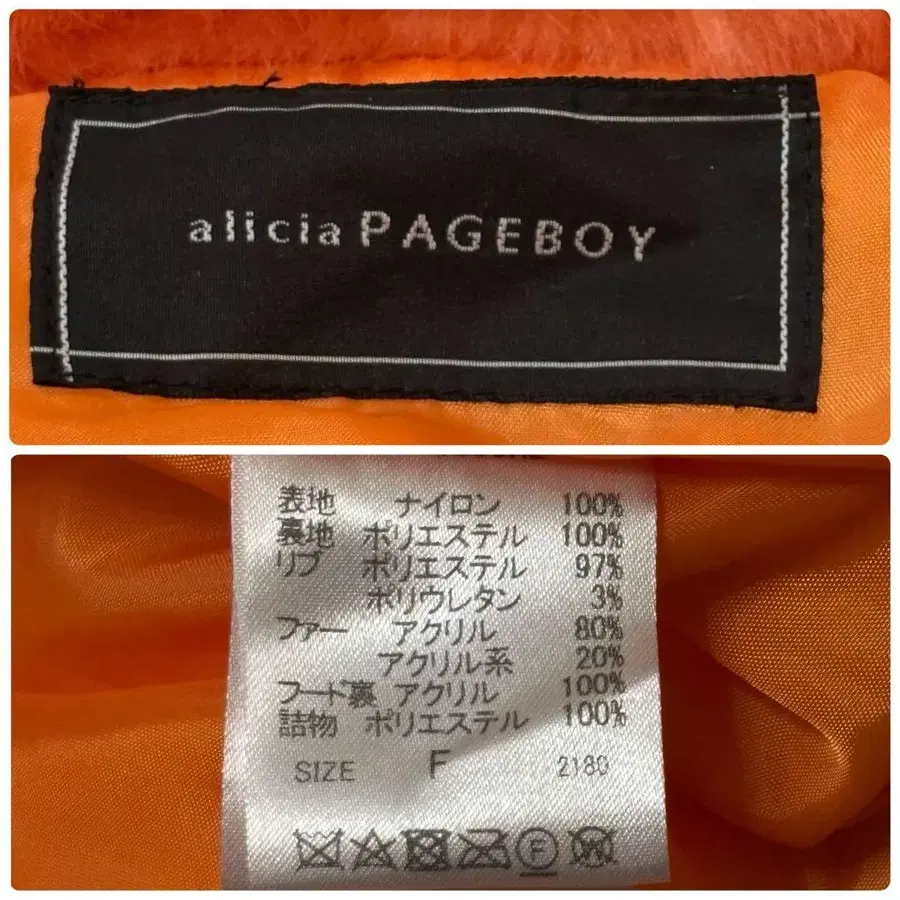 alicia PAGEBOY
表地 ナイロン 100%
裏地 ポリエステル 100%
リブ ポリエステル 97%
ポリウレタン 3%
ファー アクリル 80%
アクリル系 20%
フード裏 アクリル 100%
詰物 ポリエステル 100%
SIZE F 2180
F W